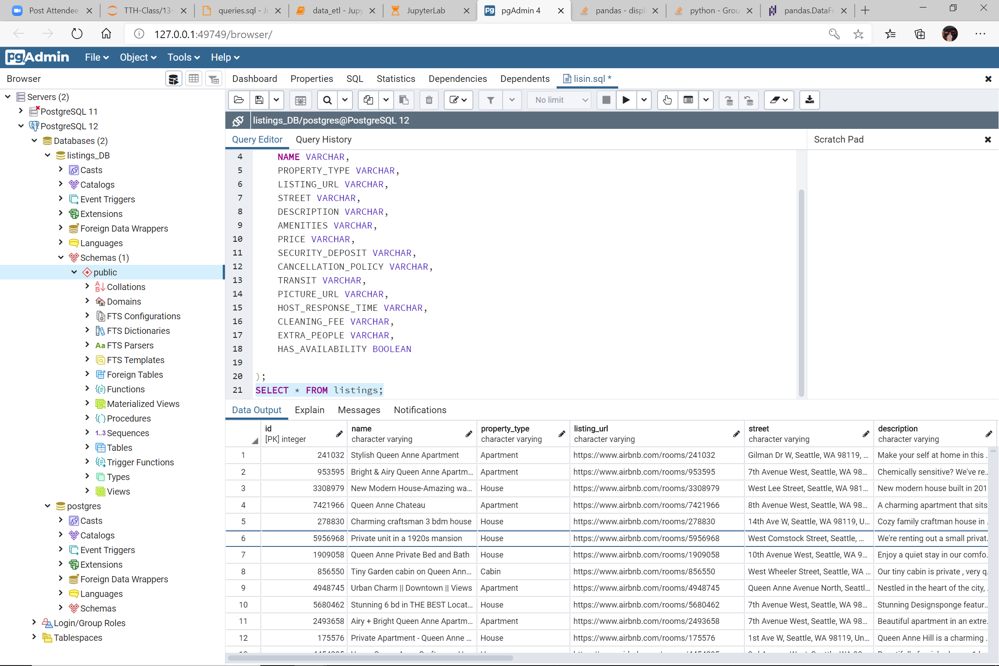 Post Attendee
TTH-Class/13-
queries.sql - Ju
data_etl - Jupy
JupyterLab
pgAdmin 4
pandas - displ
python - Grou
pandas.DataFr
127.0.0.1:49749/browser/
pgAdmin
File
Object
Tools
Help
Browser
Dashboard
Properties
SQL
Statistics
Dependencies
Dependents
lisin.sql *
No limit
listings_DB/postgres@PostgreSQL 12
Query Editor
Query History
Scratch Pad
Servers (2)
PostgreSQL 11
PostgreSQL 12
Databases (2)
listings_DB
Casts
Catalogs
Event Triggers
Extensions
Foreign Data Wrappers
Languages
Schemas (1)
public
Collations
Domains
FTS Configurations
FTS Dictionaries
Aa FTS Parsers
FTS Templates
Foreign Tables
Functions
Materialized Views
Procedures
1..3 Sequences
Tables
Trigger Functions
Types
Views
postgres
Casts
Catalogs
Event Triggers
Extensions
Foreign Data Wrappers
Languages
Schemas
Login/Group Roles
Tablespaces
4 NAME VARCHAR,
5 PROPERTY_TYPE VARCHAR,
6 LISTING_URL VARCHAR,
7 STREET VARCHAR,
8 DESCRIPTION VARCHAR,
9 AMENITIES VARCHAR,
10 PRICE VARCHAR,
11 SECURITY_DEPOSIT VARCHAR,
12 CANCELLATION_POLICY VARCHAR,
13 TRANSIT VARCHAR,
14 PICTURE_URL VARCHAR,
15 HOST_RESPONSE_TIME VARCHAR,
16 CLEANING_FEE VARCHAR,
17 EXTRA_PEOPLE VARCHAR,
18 HAS_AVAILABILITY BOOLEAN
19
20 );
21 SELECT * FROM listings;
Data Output
Explain
Messages
Notifications
id name property_type listing_url street description
[PK] integer character varying character varying character varying character varying character varying
1 241032 Stylish Queen Anne Apartment Apartment https://www.airbnb.com/rooms/241032 Gilman Dr W, Seattle, WA 98119, ... Make your self at home in this .
2 953595 Bright & Airy Queen Anne Apartm... Apartment https://www.airbnb.com/rooms/953595 7th Avenue West, Seattle, WA 98... Chemically sensitive? We've re..
3 3308979 New Modern House-Amazing wa... House https://www.airbnb.com/rooms/3308979 West Lee Street, Seattle, WA 981... New modern house built in 201
4 7421966 Queen Anne Chateau Apartment https://www.airbnb.com/rooms/7421966 8th Avenue West, Seattle, WA 98... A charming apartment that sits
5 278830 Charming craftsman 3 bdm house House https://www.airbnb.com/rooms/278830 14th Ave W, Seattle, WA 98119, U... Cozy family craftman house in .
6 5956968 Private unit in a 1920s mansion House https://www.airbnb.com/rooms/5956968 West Comstock Street, Seattle, ... We're renting out a small privat.
7 1909058 Queen Anne Private Bed and Bath House https://www.airbnb.com/rooms/1909058 10th Avenue West, Seattle, WA 9... Enjoy a quiet stay in our comfo.
8 856550 Tiny Garden cabin on Queen Ann... Cabin https://www.airbnb.com/rooms/856550 West Wheeler Street, Seattle, WA ... Our tiny cabin is private , very q.
9 4948745 Urban Charm || Downtown || Views Apartment https://www.airbnb.com/rooms/4948745 Queen Anne Avenue North, Seattl... Nestled in the heart of the city, .
10 5680462 Stunning 6 bd in THE BEST Locat... House https://www.airbnb.com/rooms/5680462 7th Avenue West, Seattle, WA 98... Stunning Designsponge featur..
11 2493658 Airy + Bright Queen Anne Apartm... Apartment https://www.airbnb.com/rooms/2493658 7th Avenue West, Seattle, WA 98... Beautiful apartment in an extre.
12 175576 Private Apartment - Queen Anne ... House https://www.airbnb.com/rooms/175576 1st Ave W, Seattle, WA 98119, Un... Queen Anne Hill is a charming .